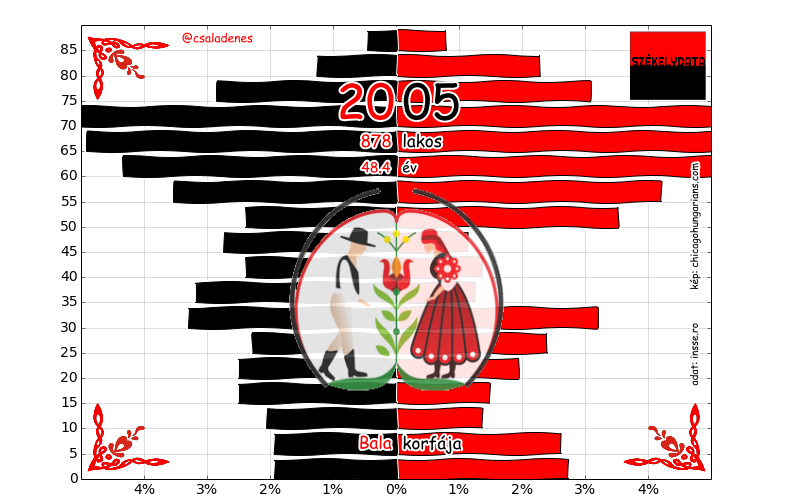 @csaladenes
SZÉKELYDATA
2005
878 lakos
48.4 év
kép: chicagohungarians.com
adat: insse.ro
Bala korfája
85
80
75
70
65
60
55
50
45
40
35
30
25
20
15
10
5
0
4% 3% 2% 1% 0% 1% 2% 3% 4%